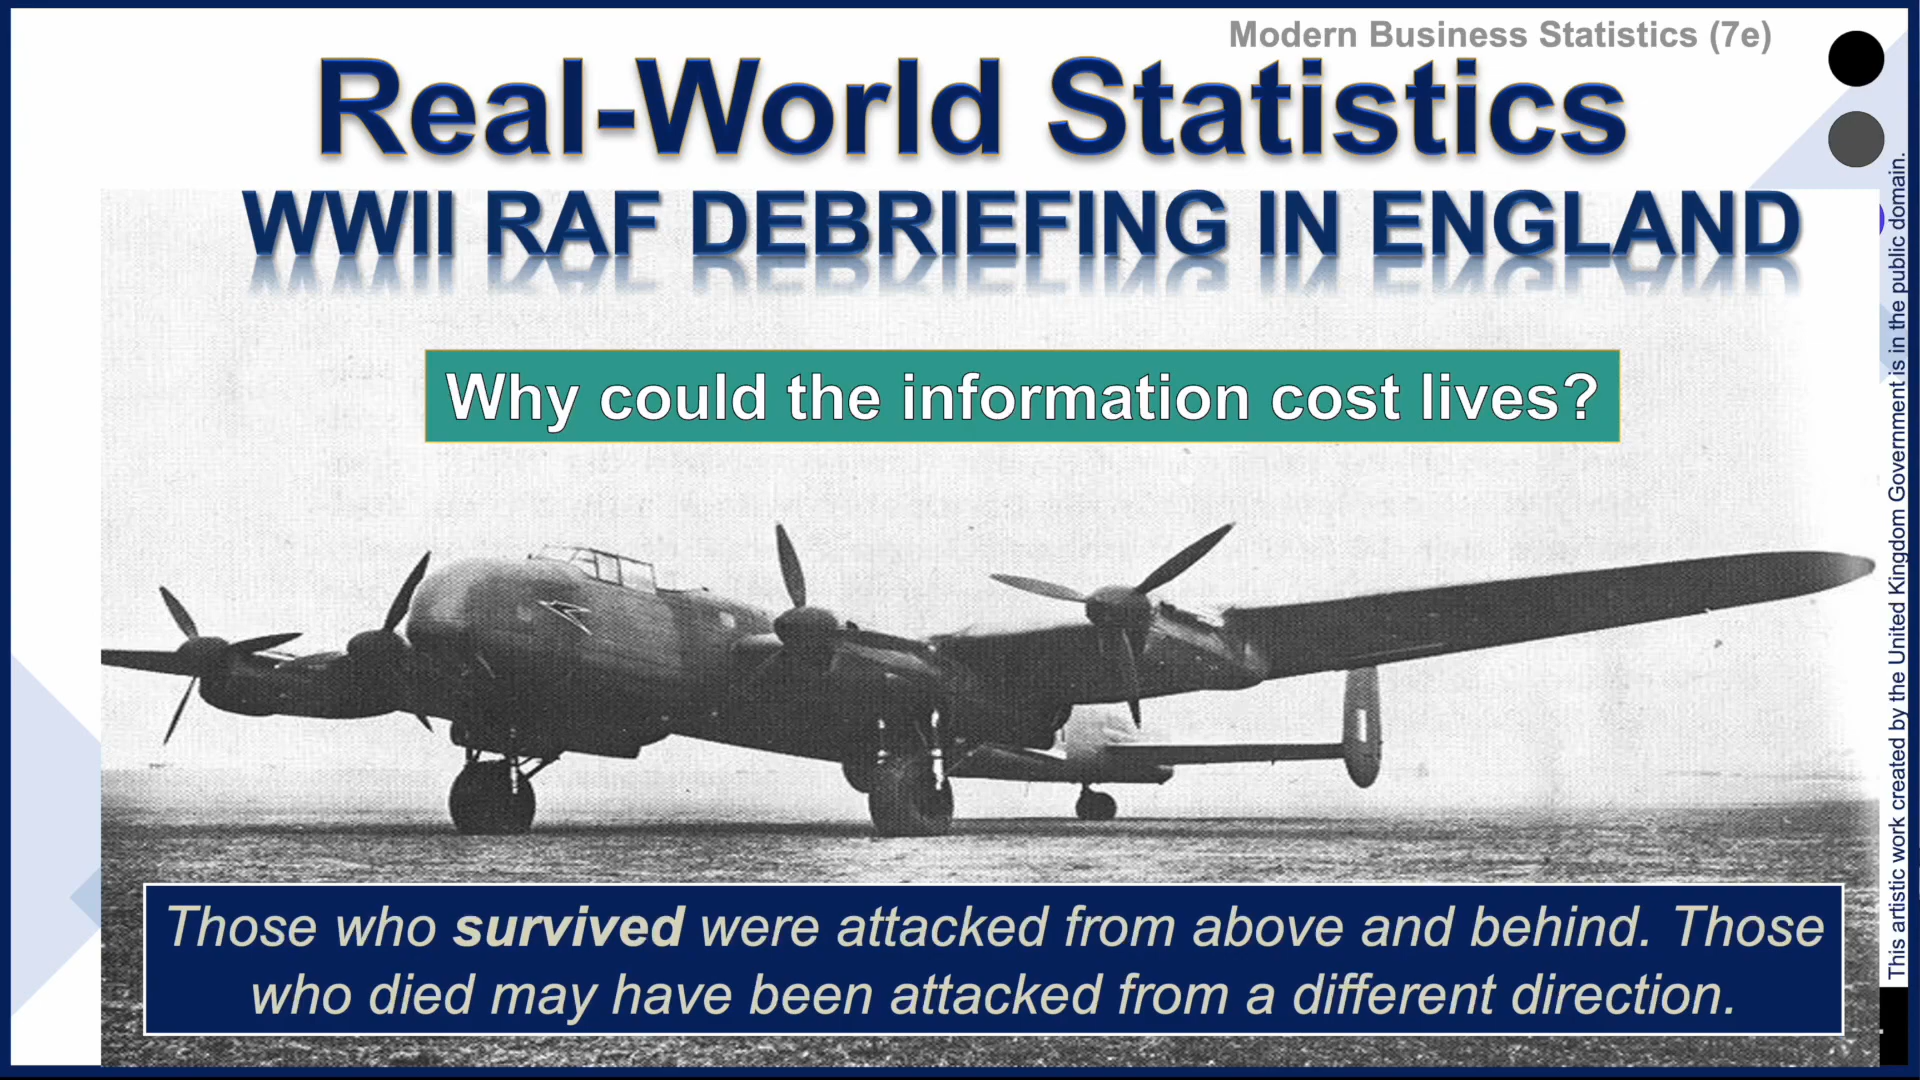 Modern Business Statistics (7e)
Real-World Statistics
WWII RAF DEBRIEFING IN ENGLAND
Why could the information cost lives?
Those who survived were attacked from above and behind. Those
who died may have been attacked from a different direction.
This artistic work created by the United Kingdom Government is in the public domain.